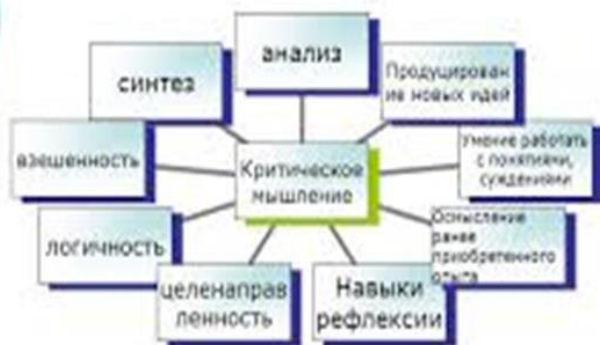 анализ
синтез
Продуцирован
ие новых идей
взешенность
Критическое
мышление
Умение работать
с понятиями,
суждениями
логичность
Осмысление
ранее
приобретенного
опыта
целенаправ
ленность
Навыки
рефлексии